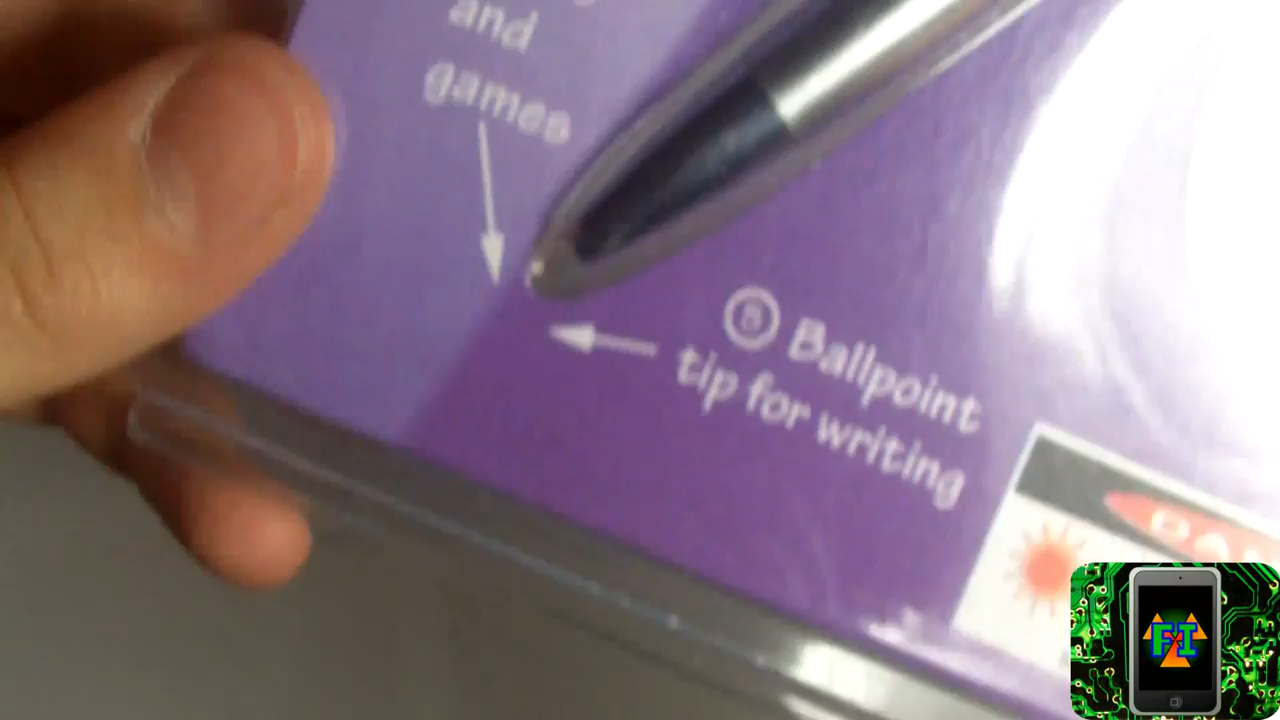 and
games
B Ballpoint
tip for writing